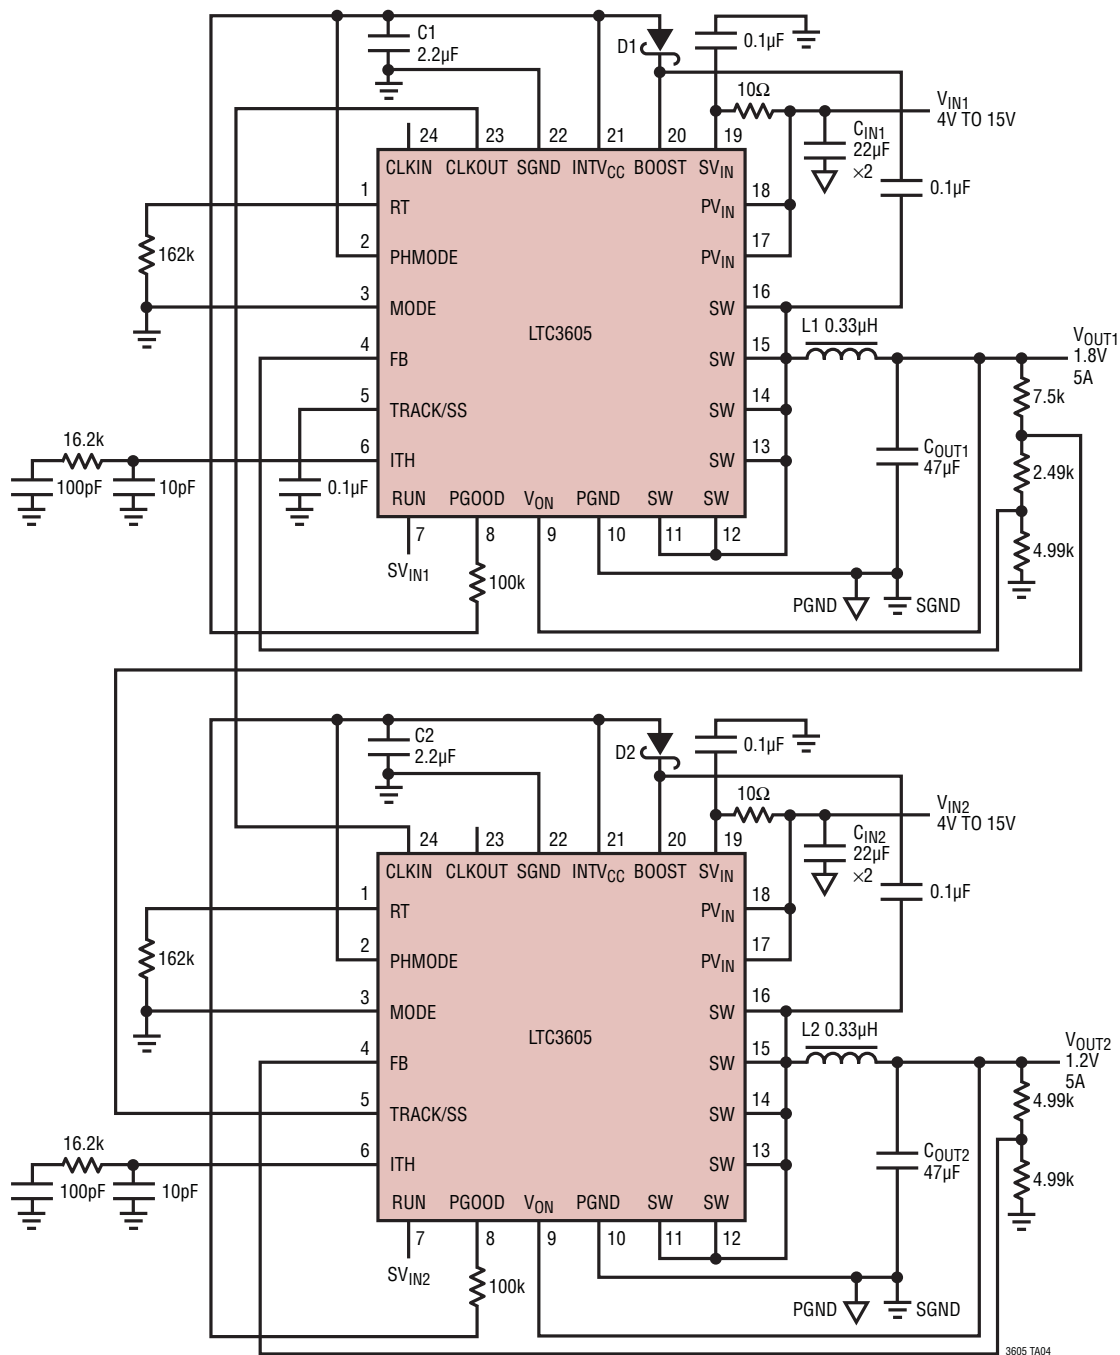 C1
2.2µF
D1
0.1µF
10Ω
VIN1
4V TO 15V
CIN1
22µF
×2
0.1µF
24 23 22 21 20 19
CLKIN CLKOUT SGND INTVCC BOOST SVIN
1 RT
18 PVIN
162k
2 PHMODE
17 PVIN
3 MODE
16 SW
LTC3605
L1 0.33µH
VOUT1
1.8V
5A
4 FB
15 SW
7.5k
5 TRACK/SS
14 SW
16.2k
6 ITH
13 SW
COUT1
47µF
2.49k
100pF
10pF
0.1µF
RUN PGOOD VON PGND SW SW
7 8 9 10 11 12
4.99k
SVIN1
100k
PGND
SGND
C2
2.2µF
D2
0.1µF
10Ω
VIN2
4V TO 15V
CIN2
22µF
×2
0.1µF
24 23 22 21 20 19
CLKIN CLKOUT SGND INTVCC BOOST SVIN
1 RT
18 PVIN
162k
2 PHMODE
17 PVIN
3 MODE
16 SW
LTC3605
L2 0.33µH
VOUT2
1.2V
5A
4 FB
15 SW
4.99k
5 TRACK/SS
14 SW
16.2k
6 ITH
13 SW
COUT2
47µF
4.99k
100pF
10pF
RUN PGOOD VON PGND SW SW
7 8 9 10 11 12
SVIN2
100k
PGND
SGND
3605 TA04